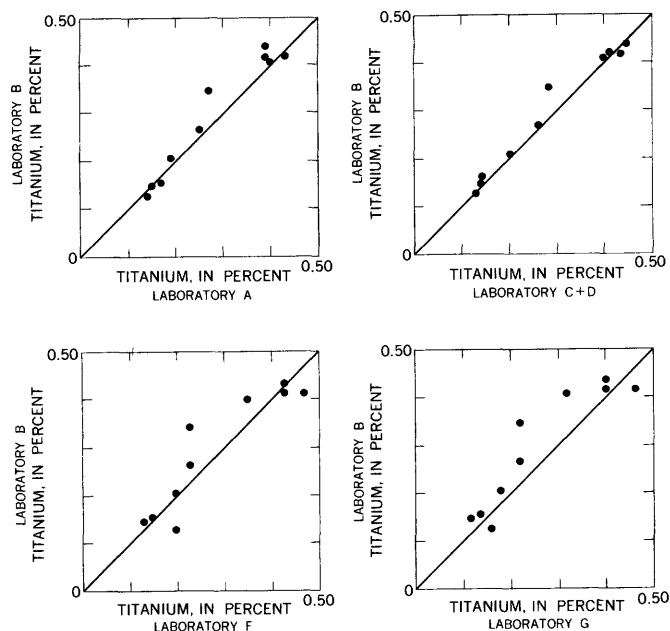 0.50
LABORATORY B
TITANIUM, IN PERCENT
0
0.50
TITANIUM, IN PERCENT
LABORATORY A
0.50
LABORATORY B
TITANIUM, IN PERCENT
0
0.50
TITANIUM, IN PERCENT
LABORATORY C+D
0.50
LABORATORY B
TITANIUM, IN PERCENT
0
0.50
TITANIUM, IN PERCENT
LABORATORY F
0.50
LABORATORY B
TITANIUM, IN PERCENT
0
0.50
TITANIUM, IN PERCENT
LABORATORY G